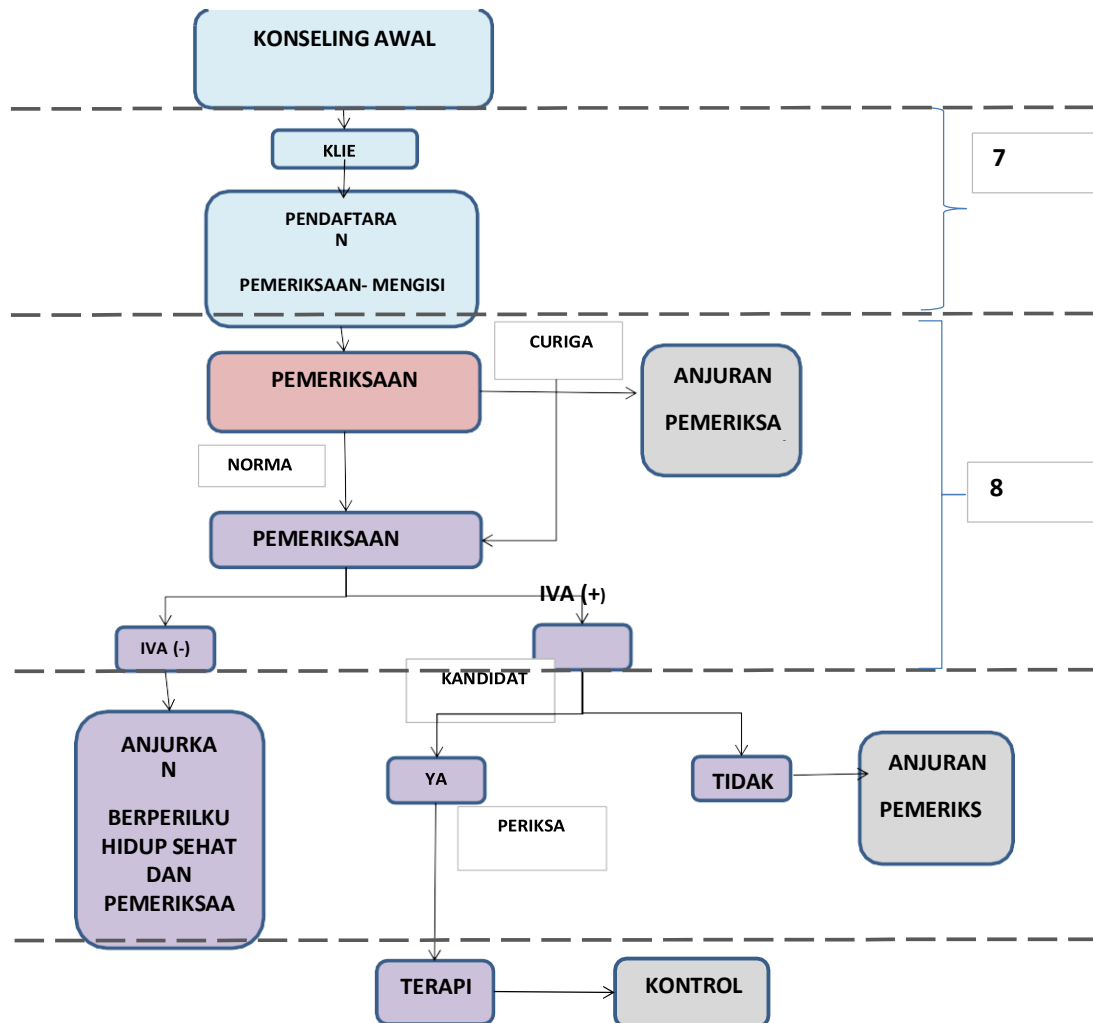 KONSELING AWAL
KLIE
7
PENDAFTARA
N
PEMERIKSAAN- MENGISI
CURIGA
PEMERIKSAAN
ANJURAN
PEMERIKSA
NORMA
8
PEMERIKSAAN
IVA (+)
IVA (-)
KANDIDAT
ANJURKA
N
BERPERILKU
HIDUP SEHAT
DAN
PEMERIKSAA
YA
TIDAK
ANJURAN
PEMERIKS
PERIKSA
TERAPI
KONTROL